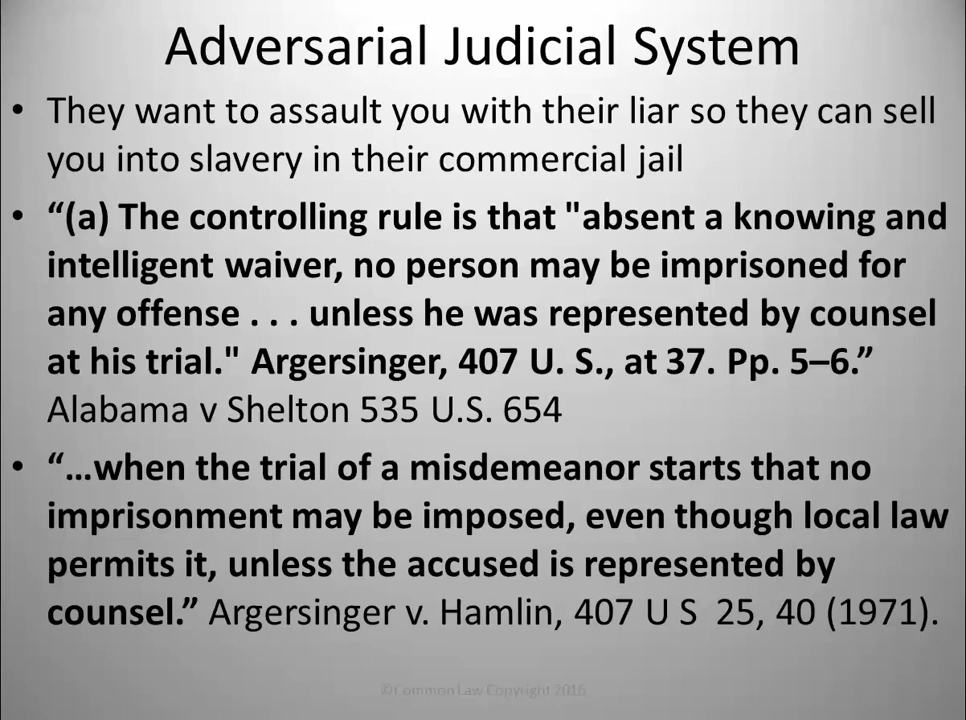 Adversarial Judicial System
• They want to assault you with their liar so they can sell
you into slavery in their commercial jail
• “(a) The controlling rule is that "absent a knowing and
intelligent waiver, no person may be imprisoned for
any offense . . . unless he was represented by counsel
at his trial." Argersinger, 407 U. S., at 37. Pp. 5–6.”
Alabama v Shelton 535 U.S. 654
• “…when the trial of a misdemeanor starts that no
imprisonment may be imposed, even though local law
permits it, unless the accused is represented by
counsel.” Argersinger v. Hamlin, 407 U S  25, 40 (1971).
©Common Law Copyright 2016